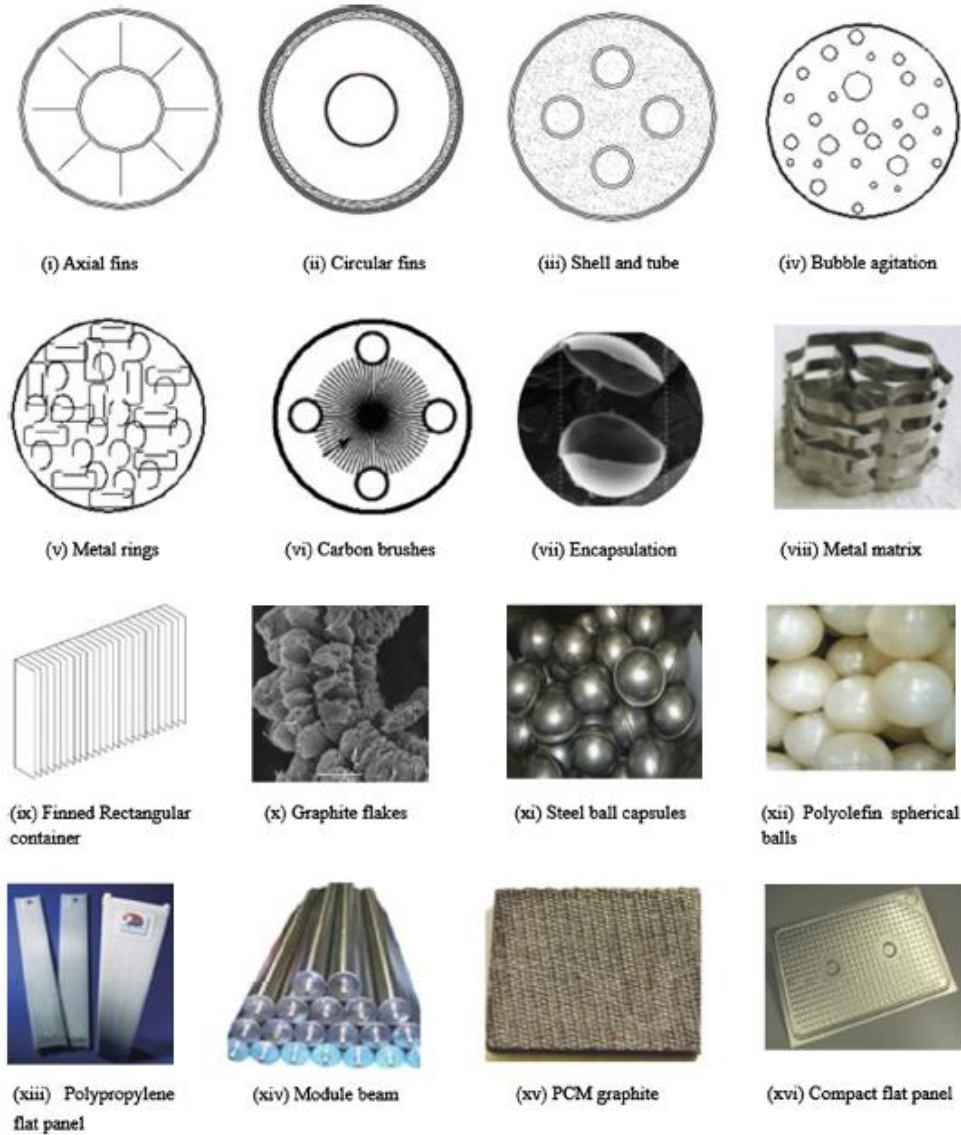 (i) Axial fins
(ii) Circular fins
(iii) Shell and tube
(iv) Bubble agitation
(v) Metal rings
(vi) Carbon brushes
(vii) Encapsulation
(viii) Metal matrix
(ix) Finned Rectangular
container
(x) Graphite flakes
(xi) Steel ball capsules
(xii) Polyolefin spherical
balls
(xiii) Polypropylene
flat panel
(xiv) Module beam
(xv) PCM graphite
(xvi) Compact flat panel